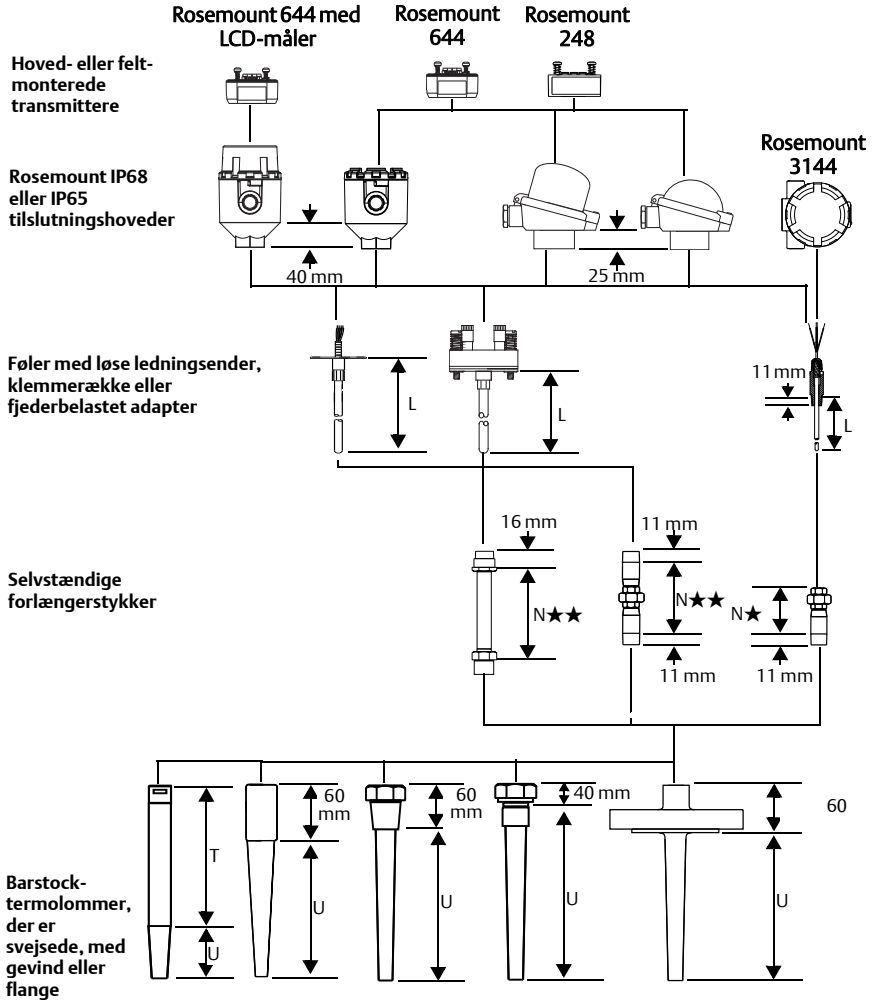 Rosemount 644 med
LCD-måler
Rosemount
644
Rosemount
248
Hoved- eller felt-
monterede
transmittere
Rosemount
3144
Rosemount IP68
eller IP65
tilslutningshoveder
40 mm
25 mm
Føler med løse ledningsender,
klemmerække eller
fjederbelastet adapter
L
L
11 mm
L
16 mm
11 mm
Selvstændige
forlængerstykker
N★★
N★★
N★
11 mm
11 mm
60
mm
60
mm
40 mm
60
T
U
U
U
U
U
Barstock-
termolommer,
der er
svejsede, med
gevind eller
flange